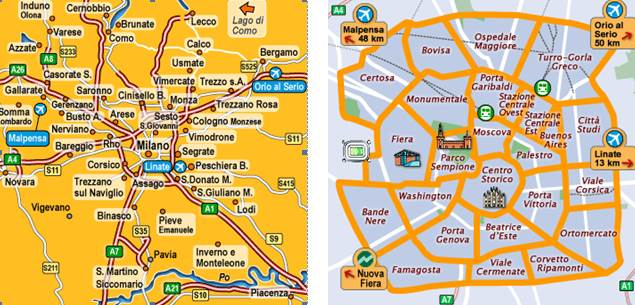 Induno
Olona
Cernobbio
Brunate
Como
Lecco
Lago di
Como
Varese
Azzate
S233
A8
Calco
Bergamo
Usmate
S525
A26
Casorate S.
Gallarate
Saronno
Cinisello B.
Vimercate
Trezzo s.A.
Orio al Serio
Gerenzano
Busto A.
Arese
Monza
Trezzano Rosa
Somma
Lombardo
Malpensa
Nerviano
Sesto
S.Giovanni
Cologno Monzese
Vimodrone
Bareggio
Rho
Milano
Segrate
A4
Novara
Corsico
Linate
Peschiera B.
Trezzano
sul Naviglio
Assago
S.Donato M.
S.Giuliano M.
S415
Vigevano
Binasco
A1
Lodi
Pieve
Emanuele
S9
S35
A7
Pavia
Inverno e
Monteleone
S211
S. Martino
Siccomario
Po
A21
S10
Piacenza
A4
Malpensa
48 km
Orio al
Serio
50 km
Bovisa
Ospedale
Maggiore
Turro-Gorla
Greco
Certosa
Porta
Garibaldi
Monumentale
Stazione
Centrale
Ovest
Stazione
Centrale
Est
Buenos
Aires
Città
Studi
Fiera
Moscova
Parco
Sempione
Palestro
Linate
13 km
Centro
Storico
Viale
Corsica
Washington
Porta
Vittoria
Bande
Nere
Porta
Genova
Beatrice
d'Este
Ortomercato
Nuova
Fiera
Famagosta
Viale
Cermenate
Corvetto
Ripamonti
A7
A1